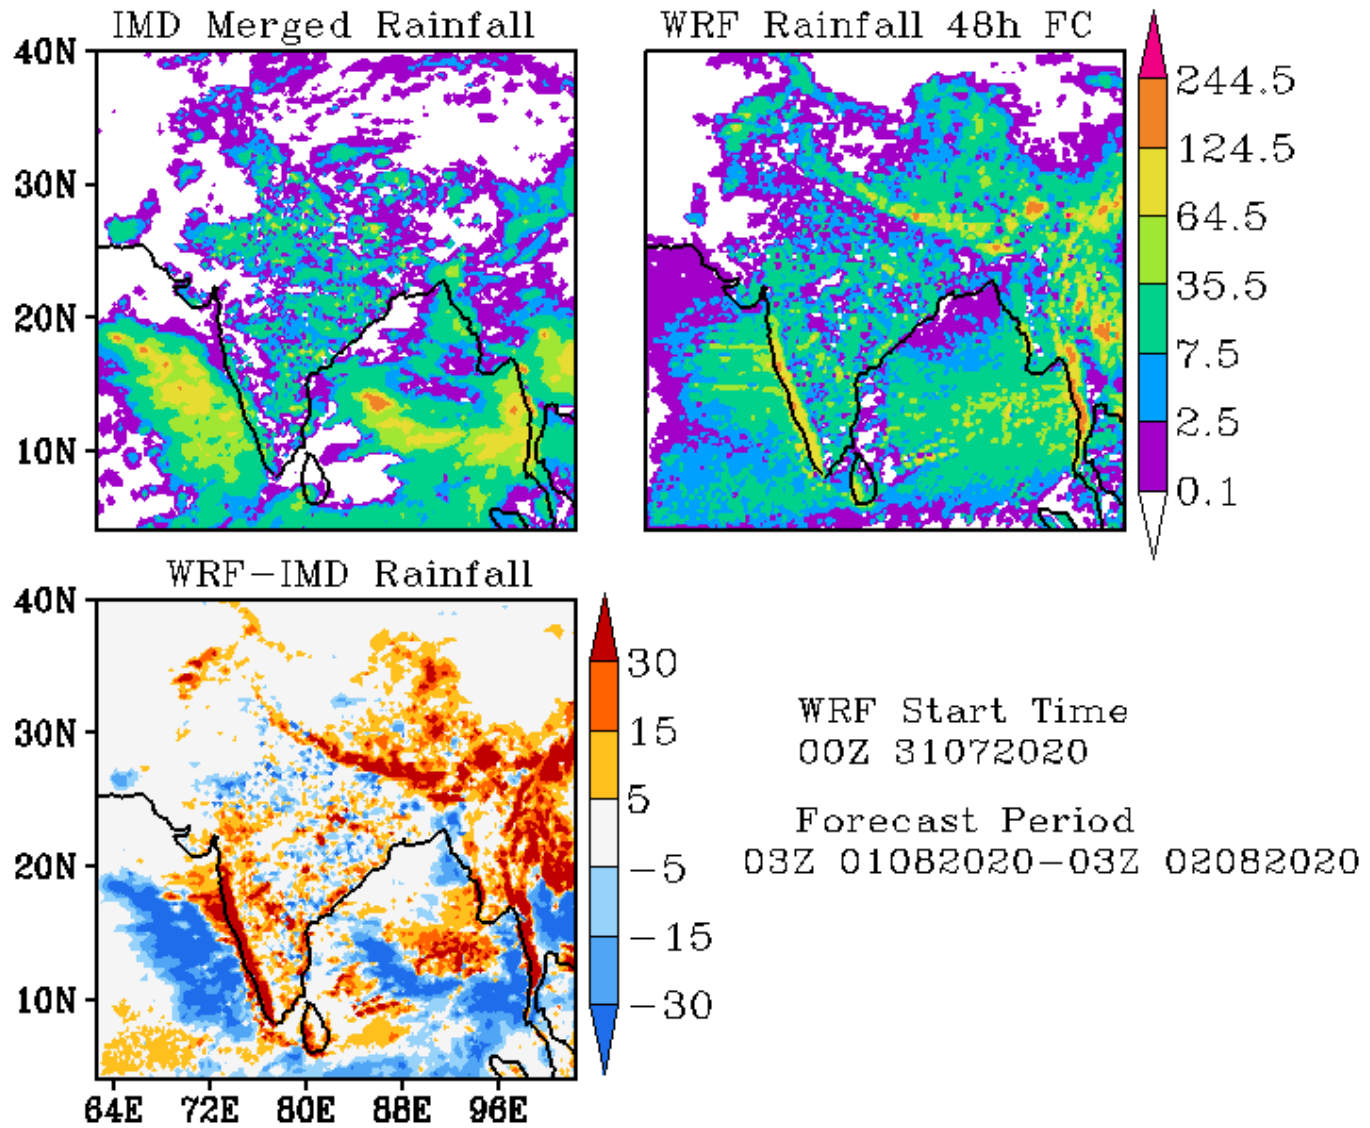 IMD Merged Rainfall
WRF Rainfall 48h FC
40N
30N
20N
10N
244.5
124.5
64.5
35.5
7.5
2.5
0.1
WRF-IMD Rainfall
40N
30N
20N
10N
64E 72E 80E 88E 96E
30
15
5
-5
-15
-30
WRF Start Time
00Z 31072020
Forecast Period
03Z 01082020-03Z 02082020